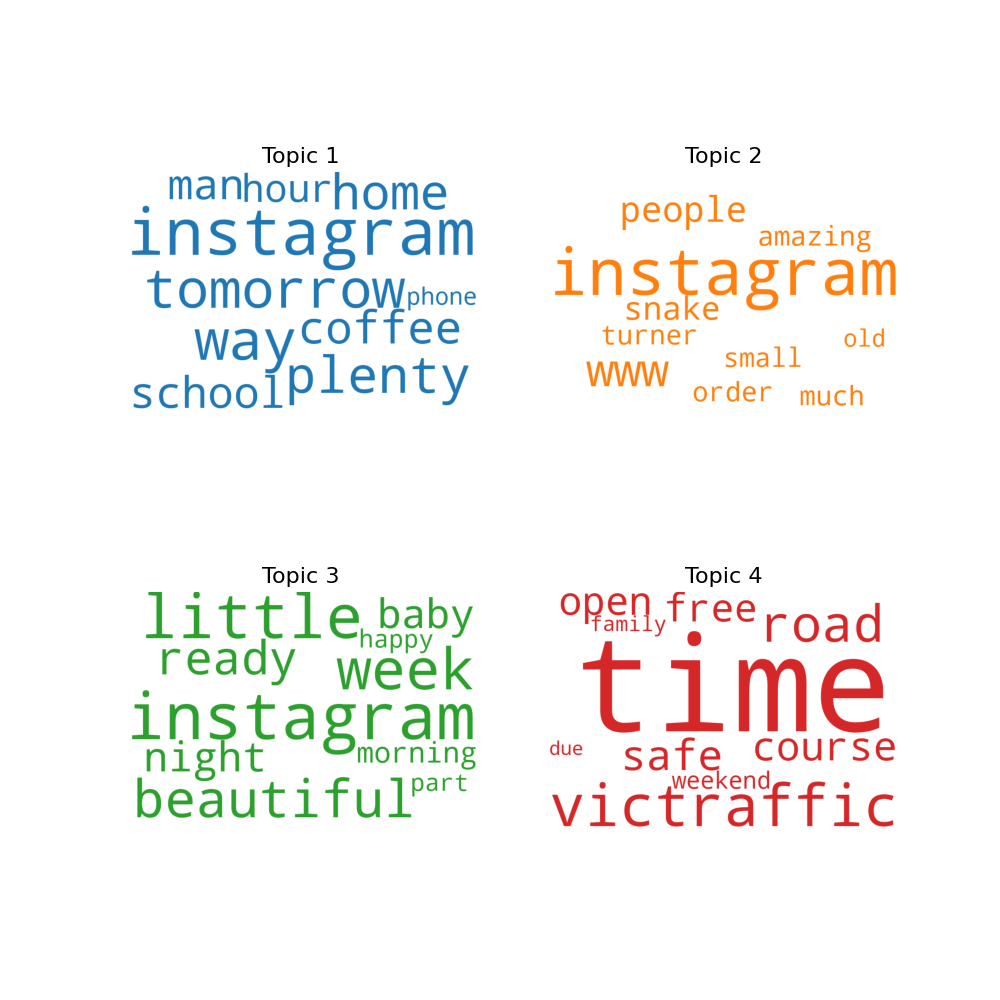 Topic 1
man hour home
instagram
tomorrow phone
way coffee
school plenty
Topic 2
people
amazing
instagram
snake
turner old
www small
order much
Topic 3
little baby
happy
ready week
instagram
night morning
beautiful part
Topic 4
open free road
family
time
due safe course
weekend
victraffic